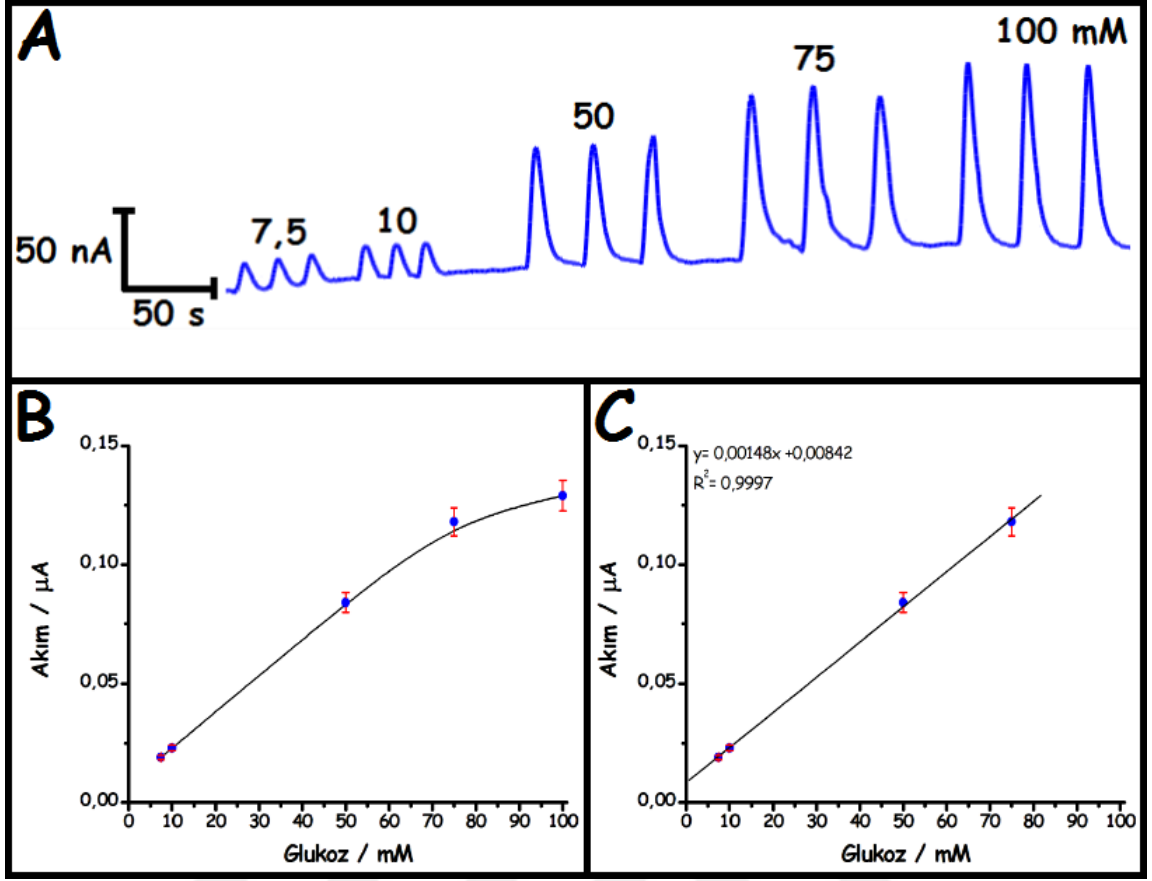 A
100 mM
75
50
10
7,5
50 nA
50 s
B
0,15
0,10
0,05
0,00
Akım / µA
0 10 20 30 40 50 60 70 80 90 100
Glukoz / mM
C
y= 0,00148x +0,00842
R²= 0,9997
0,15
0,10
0,05
0,00
Akım / µA
0 10 20 30 40 50 60 70 80 90 100
Glukoz / mM